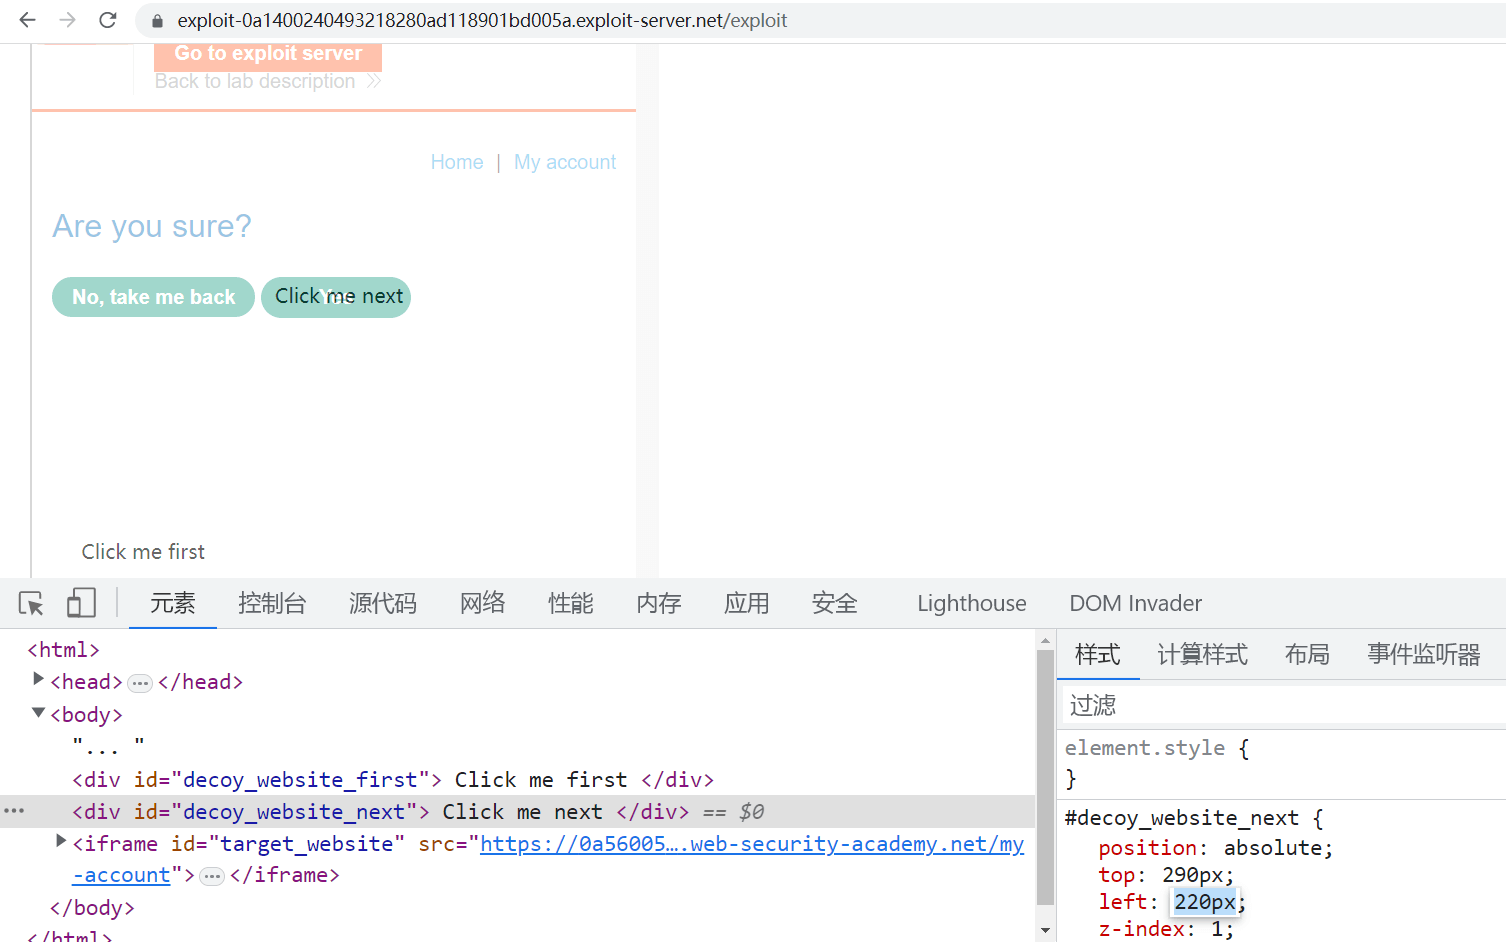 exploit-0a1400240493218280ad118901bd005a.exploit-server.net/exploit
Go to exploit server
Back to lab description
Home | My account
Are you sure?
No, take me back
Click me next
Click me first
元素 控制台 源代码 网络 性能 内存 应用 安全 Lighthouse DOM Invader
<html>
<head>…</head>
<body>
"... "
<div id="decoy_website_first"> Click me first </div>
<div id="decoy_website_next"> Click me next </div> == $0
<iframe id="target_website" src="https://0a56005….web-security-academy.net/my
-account">…</iframe>
</body>
</html>
样式 计算样式 布局 事件监听器
过滤
element.style {
}
#decoy_website_next {
position: absolute;
top: 290px;
left: 220px;
z-index: 1;